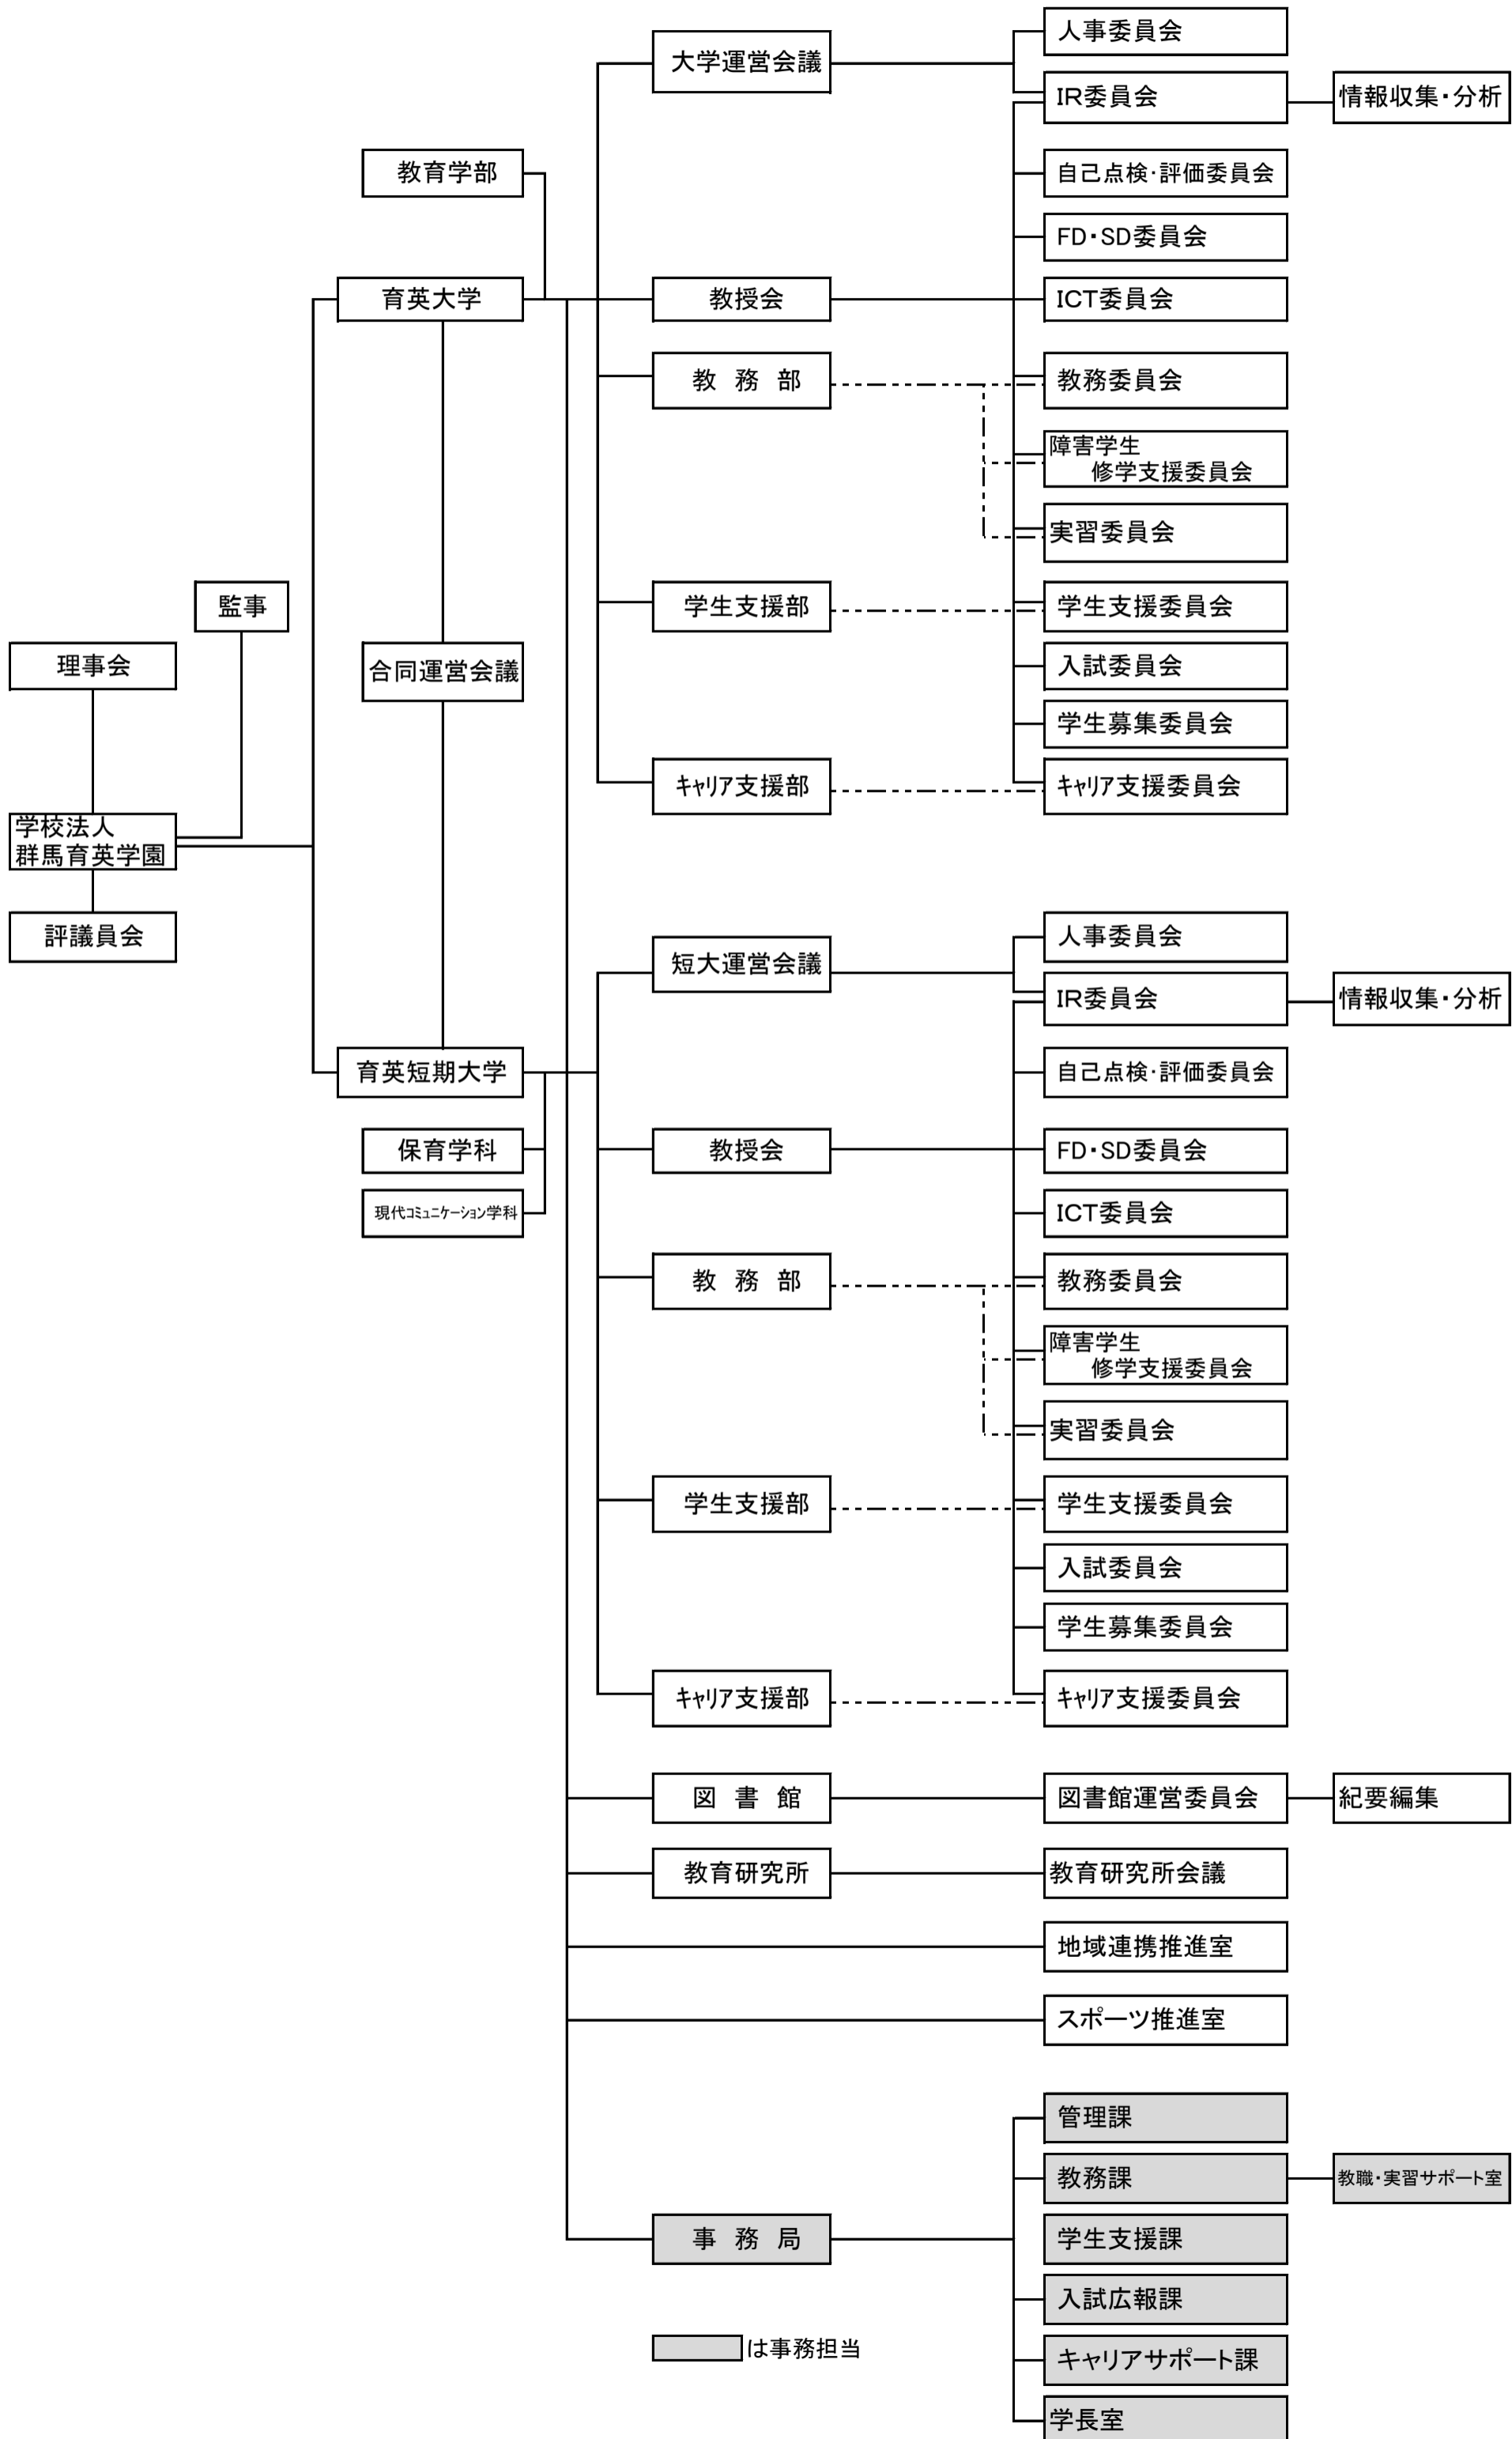 人事委員会
大学運営会議
IR委員会
情報収集・分析
教育学部
自己点検・評価委員会
FD・SD委員会
育英大学
教授会
ICT委員会
教　務　部
教務委員会
障害学生
修学支援委員会
実習委員会
監事
学生支援部
学生支援委員会
理事会
合同運営会議
入試委員会
学生募集委員会
ｷｬﾘｱ支援部
ｷｬﾘｱ支援委員会
学校法人
群馬育英学園
評議員会
人事委員会
短大運営会議
IR委員会
情報収集・分析
育英短期大学
自己点検・評価委員会
保育学科
教授会
FD・SD委員会
現代ｺﾐｭﾆｹｰｼｮﾝ学科
ICT委員会
教　務　部
教務委員会
障害学生
修学支援委員会
実習委員会
学生支援部
学生支援委員会
入試委員会
学生募集委員会
ｷｬﾘｱ支援部
ｷｬﾘｱ支援委員会
図　書　館
図書館運営委員会
紀要編集
教育研究所
教育研究所会議
地域連携推進室
スポーツ推進室
管理課
教務課
教職・実習サポート室
事　務　局
学生支援課
入試広報課
は事務担当
キャリアサポート課
学長室